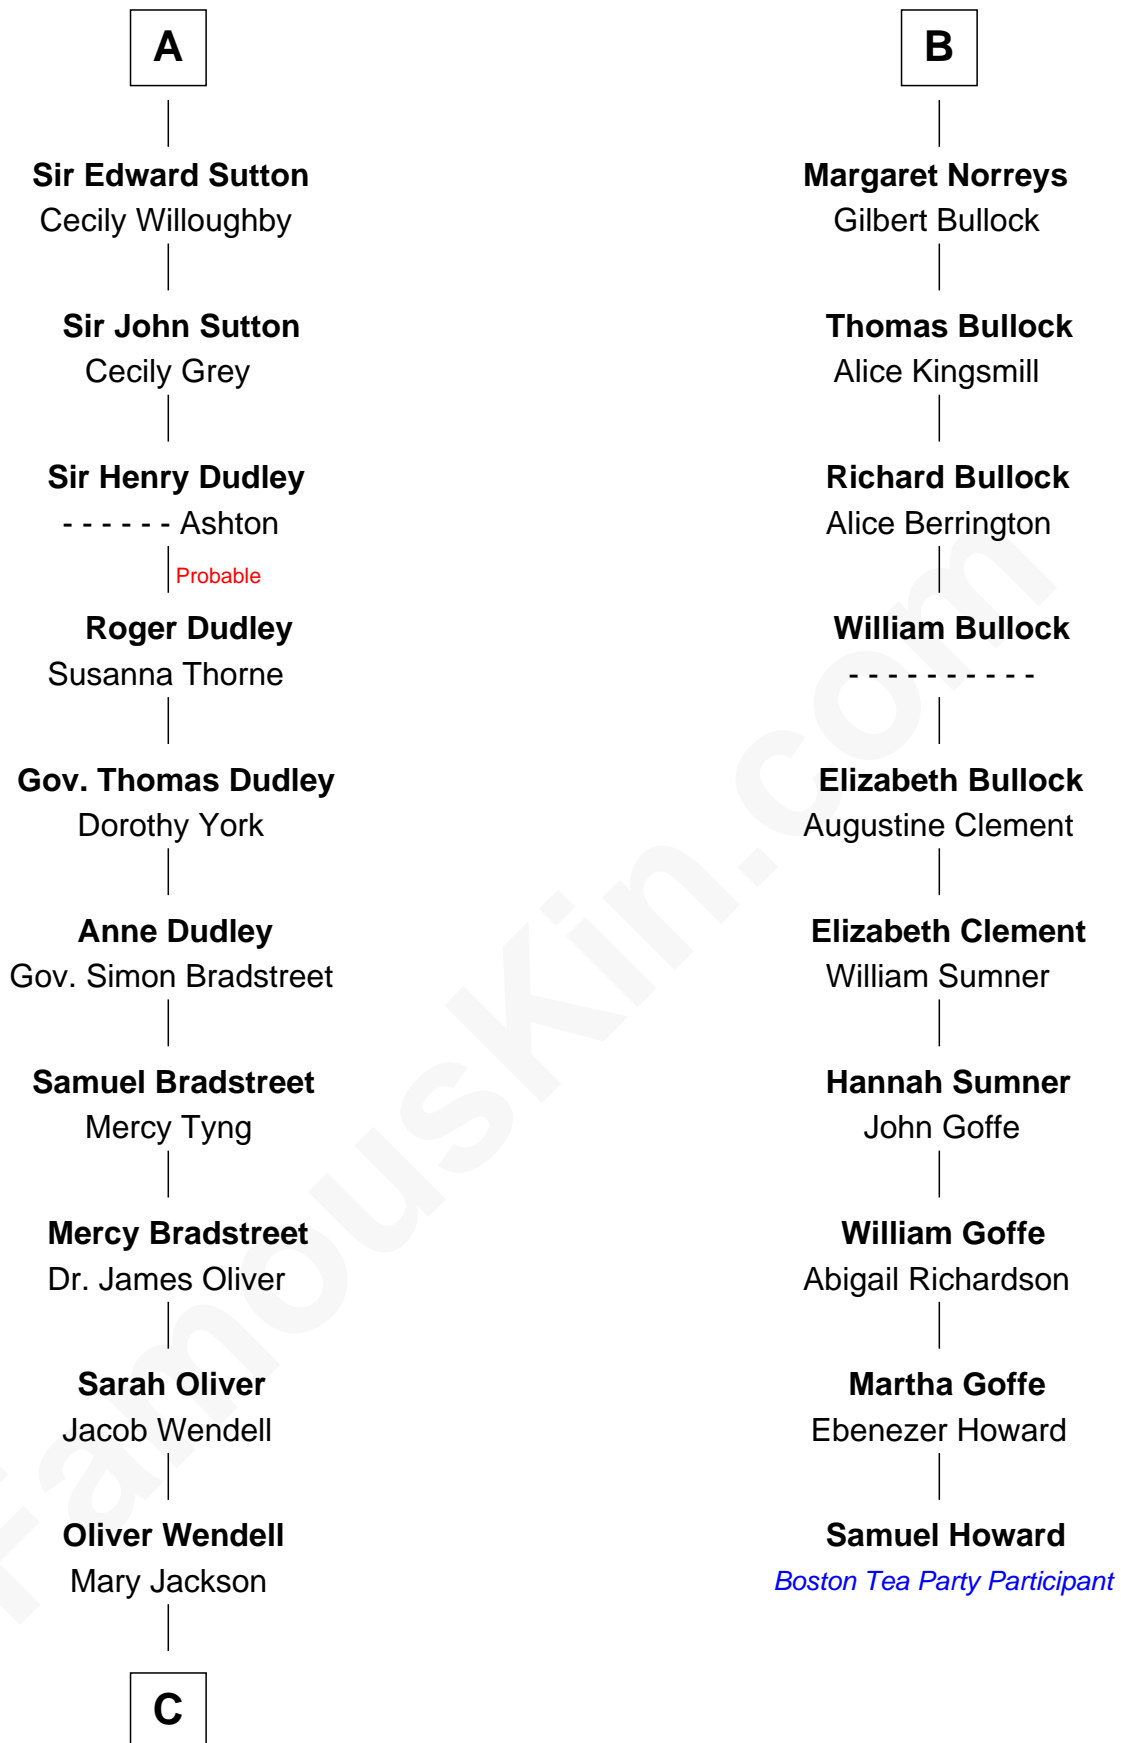 A
Sir Edward Sutton
Cecily Willoughby
Sir John Sutton
Cecily Grey
Sir Henry Dudley
- - - - - - Ashton
Probable
Roger Dudley
Susanna Thorne
Gov. Thomas Dudley
Dorothy York
Anne Dudley
Gov. Simon Bradstreet
Samuel Bradstreet
Mercy Tyng
Mercy Bradstreet
Dr. James Oliver
Sarah Oliver
Jacob Wendell
Oliver Wendell
Mary Jackson
C
B
Margaret Norreys
Gilbert Bullock
Thomas Bullock
Alice Kingsmill
Richard Bullock
Alice Berrington
William Bullock
- - - - - - - - - -
Elizabeth Bullock
Augustine Clement
Elizabeth Clement
William Sumner
Hannah Sumner
John Goffe
William Goffe
Abigail Richardson
Martha Goffe
Ebenezer Howard
Samuel Howard
Boston Tea Party Participant
FamousKin.com